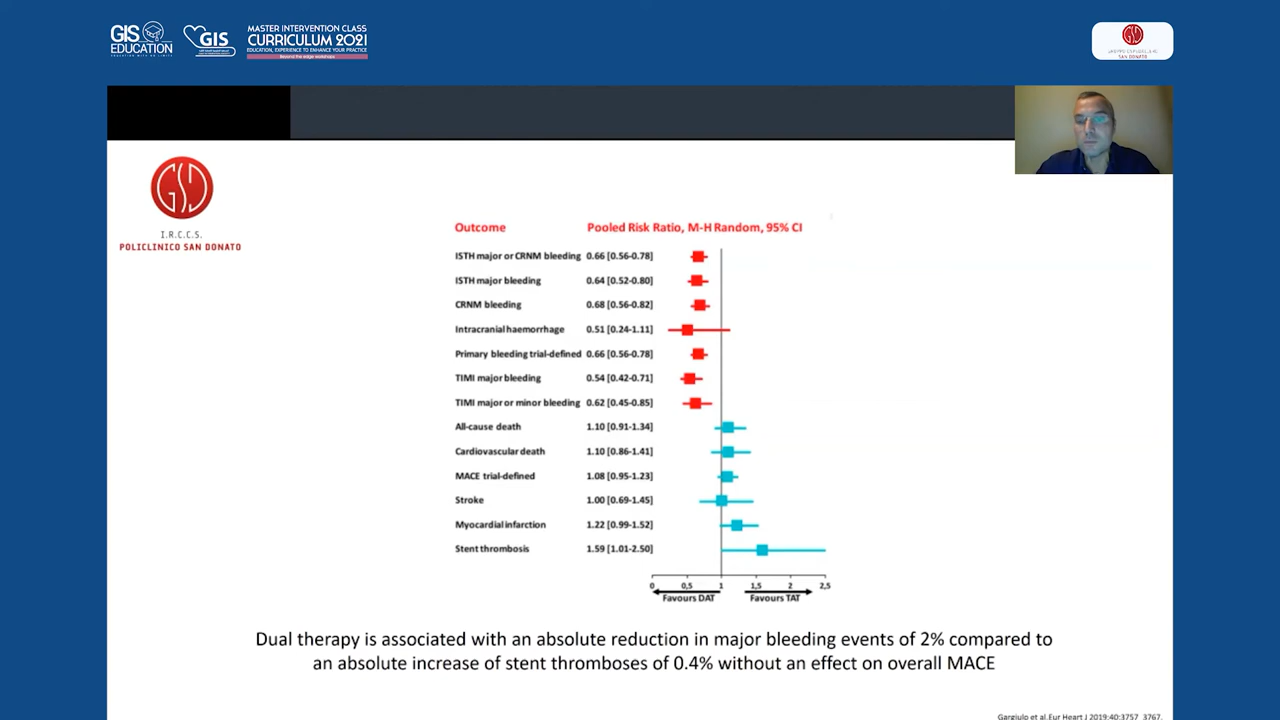 GIS
EDUCATION
GIS
MASTER INTERVENTION CLASS
CURRICULUM 2021
EDUCATION, EXPERIENCE TO ENHANCE YOUR PRACTICE
Beyond the edge workshops
SAN DONATO
GSD
I.R.C.C.S.
POLICLINICO SAN DONATO
Outcome Pooled Risk Ratio, M-H Random, 95% CI
ISTH major or CRNM bleeding 0.66 [0.56-0.78]
ISTH major bleeding 0.64 [0.52-0.80]
CRNM bleeding 0.68 [0.56-0.82]
Intracranial haemorrhage 0.51 [0.24-1.11]
Primary bleeding trial-defined 0.66 [0.56-0.78]
TIMI major bleeding 0.54 [0.42-0.71]
TIMI major or minor bleeding 0.62 [0.45-0.85]
All-cause death 1.10 [0.91-1.34]
Cardiovascular death 1.10 [0.86-1.41]
MACE trial-defined 1.08 [0.95-1.23]
Stroke 1.00 [0.69-1.45]
Myocardial infarction 1.22 [0.99-1.52]
Stent thrombosis 1.59 [1.01-2.50]
0 0,5 1 1,5 2 2,5
Favours DAT Favours TAT
Dual therapy is associated with an absolute reduction in major bleeding events of 2% compared to
an absolute increase of stent thromboses of 0.4% without an effect on overall MACE
Gargiulo et al.Eur Heart J 2019:40:3757_3767.